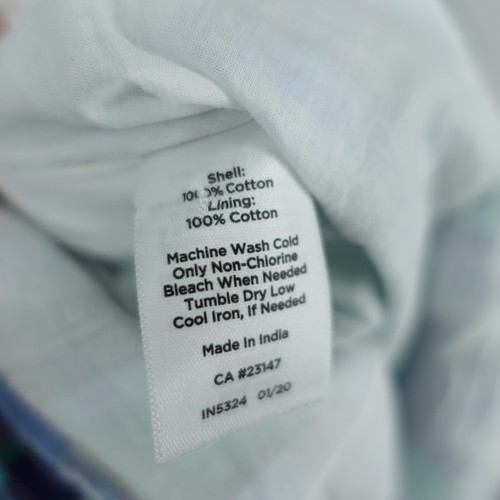 Shell:
100% Cotton
Lining:
100% Cotton
Machine Wash Cold
Only Non-Chlorine
Bleach When Needed
Tumble Dry Low
Cool Iron, If Needed
Made In India
CA #23147
IN5324 01/20